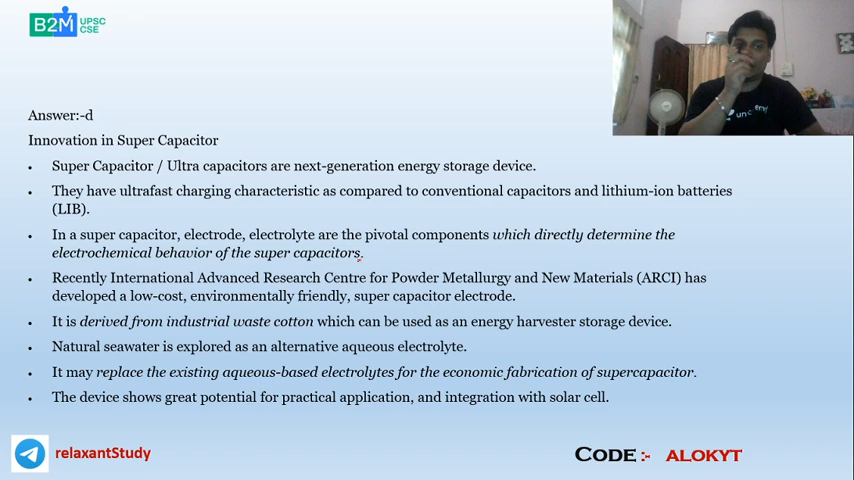 B2M UPSC
CSE
Answer:-d
Innovation in Super Capacitor
• Super Capacitor / Ultra capacitors are next-generation energy storage device.
• They have ultrafast charging characteristic as compared to conventional capacitors and lithium-ion batteries
(LIB).
• In a super capacitor, electrode, electrolyte are the pivotal components which directly determine the
electrochemical behavior of the super capacitors.
• Recently International Advanced Research Centre for Powder Metallurgy and New Materials (ARCI) has
developed a low-cost, environmentally friendly, super capacitor electrode.
• It is derived from industrial waste cotton which can be used as an energy harvester storage device.
• Natural seawater is explored as an alternative aqueous electrolyte.
• It may replace the existing aqueous-based electrolytes for the economic fabrication of supercapacitor.
• The device shows great potential for practical application, and integration with solar cell.
relaxantStudy
CODE :- ALOKYT